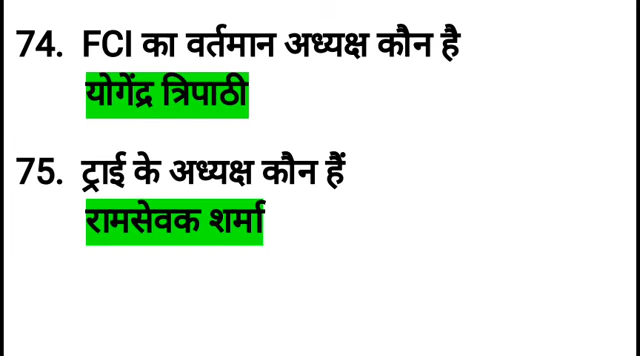 74. FCI का वर्तमान अध्यक्ष कौन है
योगेंद्र त्रिपाठी
75. ट्राई के अध्यक्ष कौन हैं
रामसेवक शर्मा